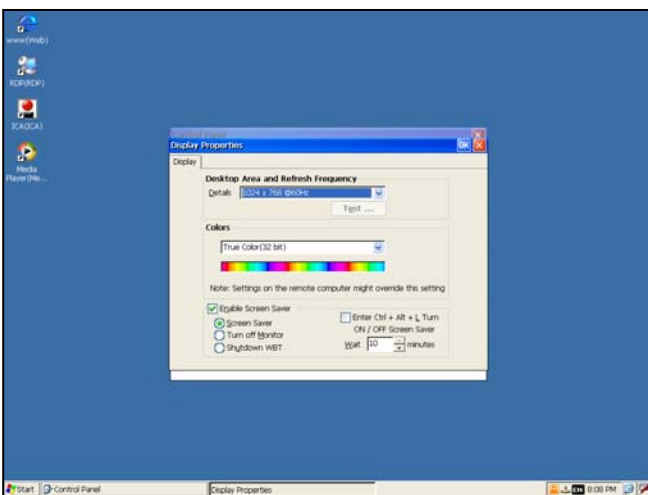 www(Web)
RDP(RDP)
ICA(ICA)
Media
Player(Me...
Control Panel
Display Properties
OK
Display
Desktop Area and Refresh Frequency
Details
1024 x 768 @60Hz
Test ...
Colors
True Color(32 bit)
Note: Settings on the remote computer might override this setting
Enable Screen Saver
Screen Saver
Turn off Monitor
Shutdown WBT
Enter Ctrl + Alt + L Turn
ON / OFF Screen Saver
Wait 10 minutes
Start
Control Panel
Display Properties
EN
8:08 PM